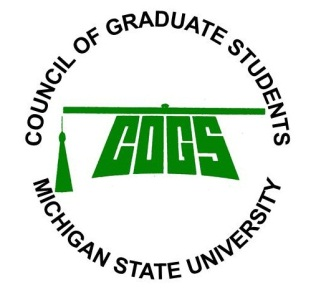 COUNCIL OF GRADUATE STUDENTS
COGS
MICHIGAN STATE UNIVERSITY